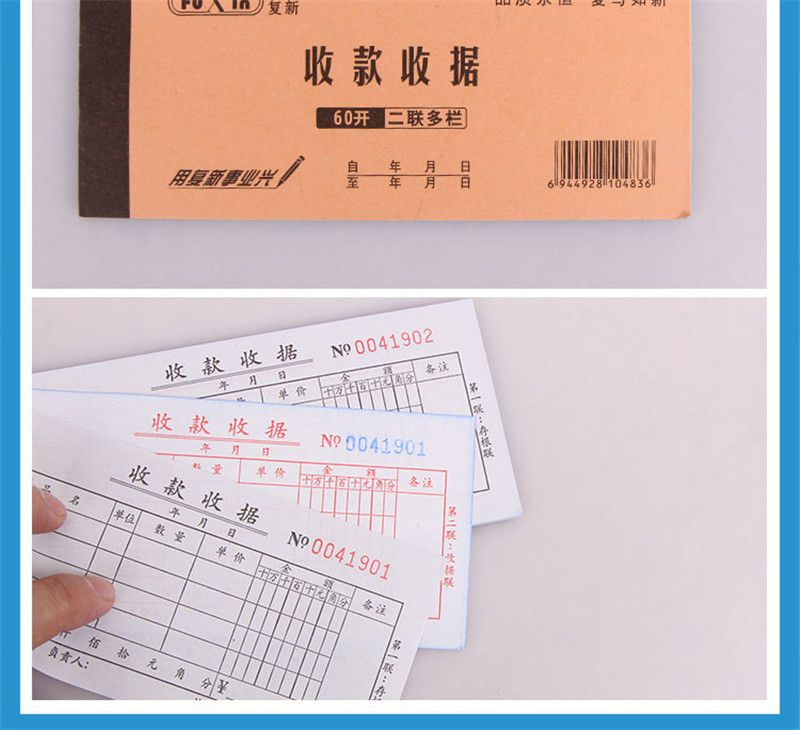 FU X IN
复新
品质永恒 复写如新
收款收据
60开 二联多栏
用复新事业兴
自 年 月 日
至 年 月 日
6 944928 104836
收款收据 №0041902
年 月 日
单价 金额 备注
十万千百十元角分
第一联:存根联
收款收据 №0041901
年 月 日
数量 单价 金额 备注
十万千百十元角分
第二联:收据联
收款收据 №0041901
年 月 日
品名 单位 数量 单价 金额 备注
十万千百十元角分
仟 佰 拾 元 角 分 ¥
负责人:
第一联:存根